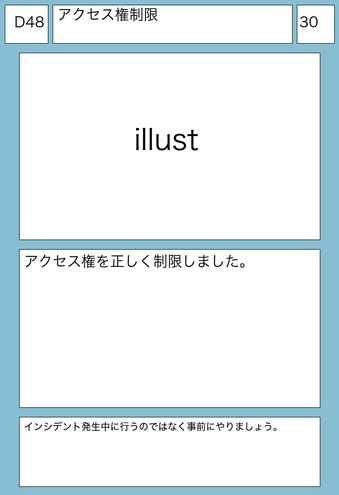 D48
アクセス権制限
30
illust
アクセス権を正しく制限しました。
インシデント発生中に行うのではなく事前にやりましょう。